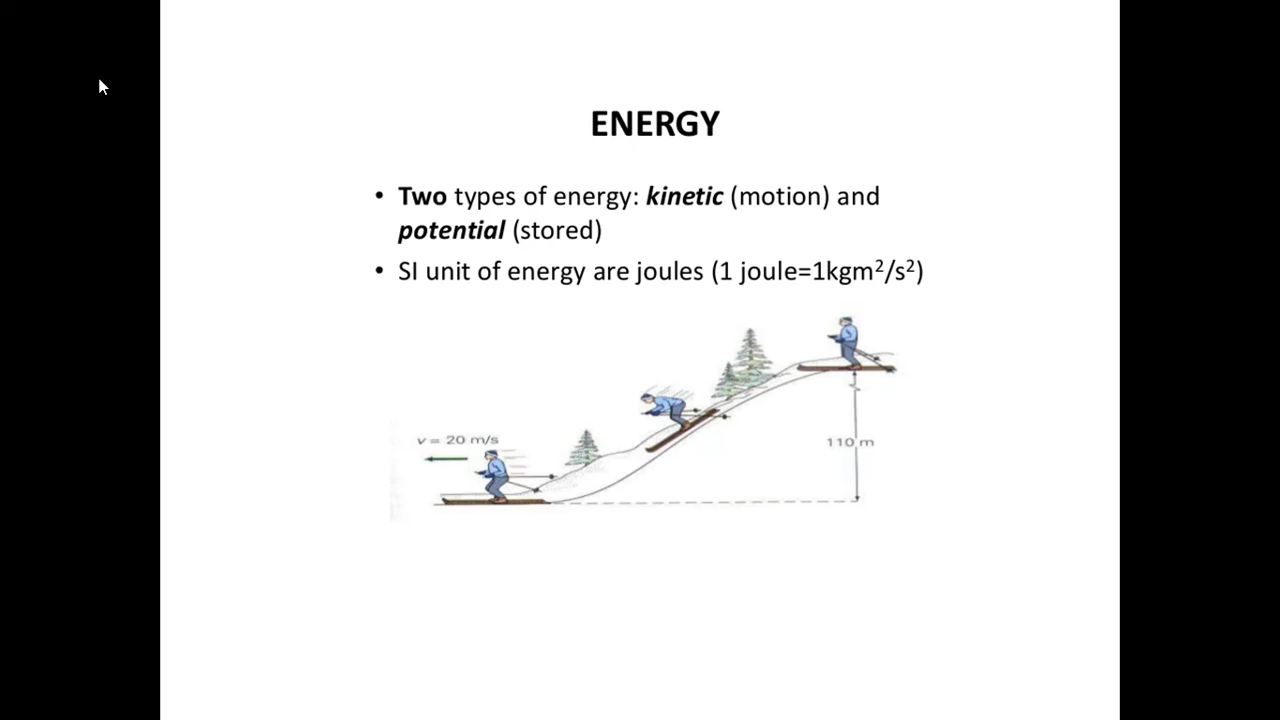 ENERGY
• Two types of energy: kinetic (motion) and
potential (stored)
• SI unit of energy are joules (1 joule=1kgm²/s²)
v = 20 m/s
110 m